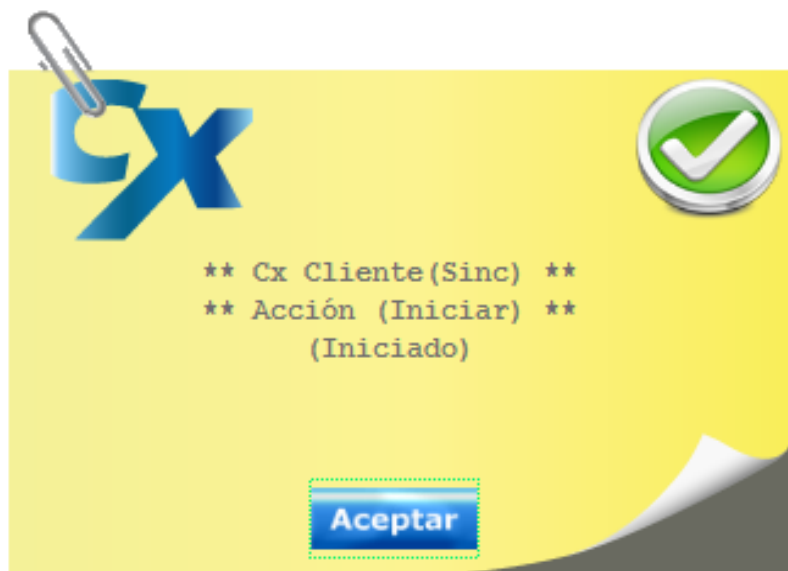 Cx
** Cx Cliente(Sinc) **
** Acción (Iniciar) **
(Iniciado)
Aceptar